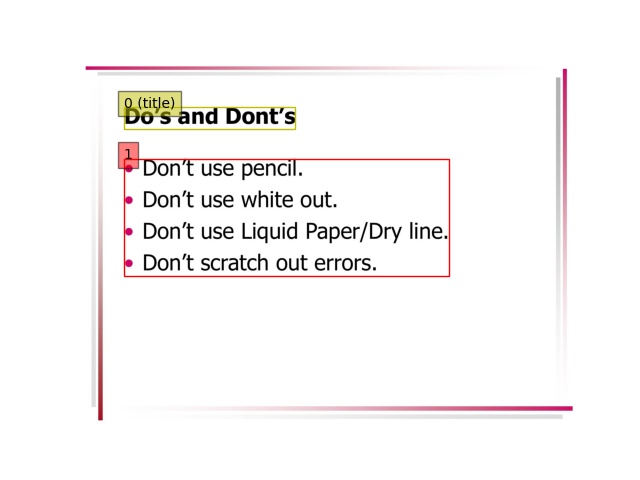 0 (title)
Do's and Dont's
1
• Don't use pencil.
• Don't use white out.
• Don't use Liquid Paper/Dry line.
• Don't scratch out errors.